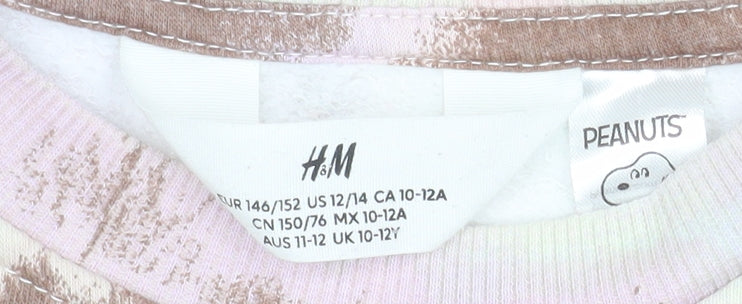 H&M
EUR 146/152 US 12/14 CA 10-12A
CN 150/76 MX 10-12A
AUS 11-12 UK 10-12Y
PEANUTS™